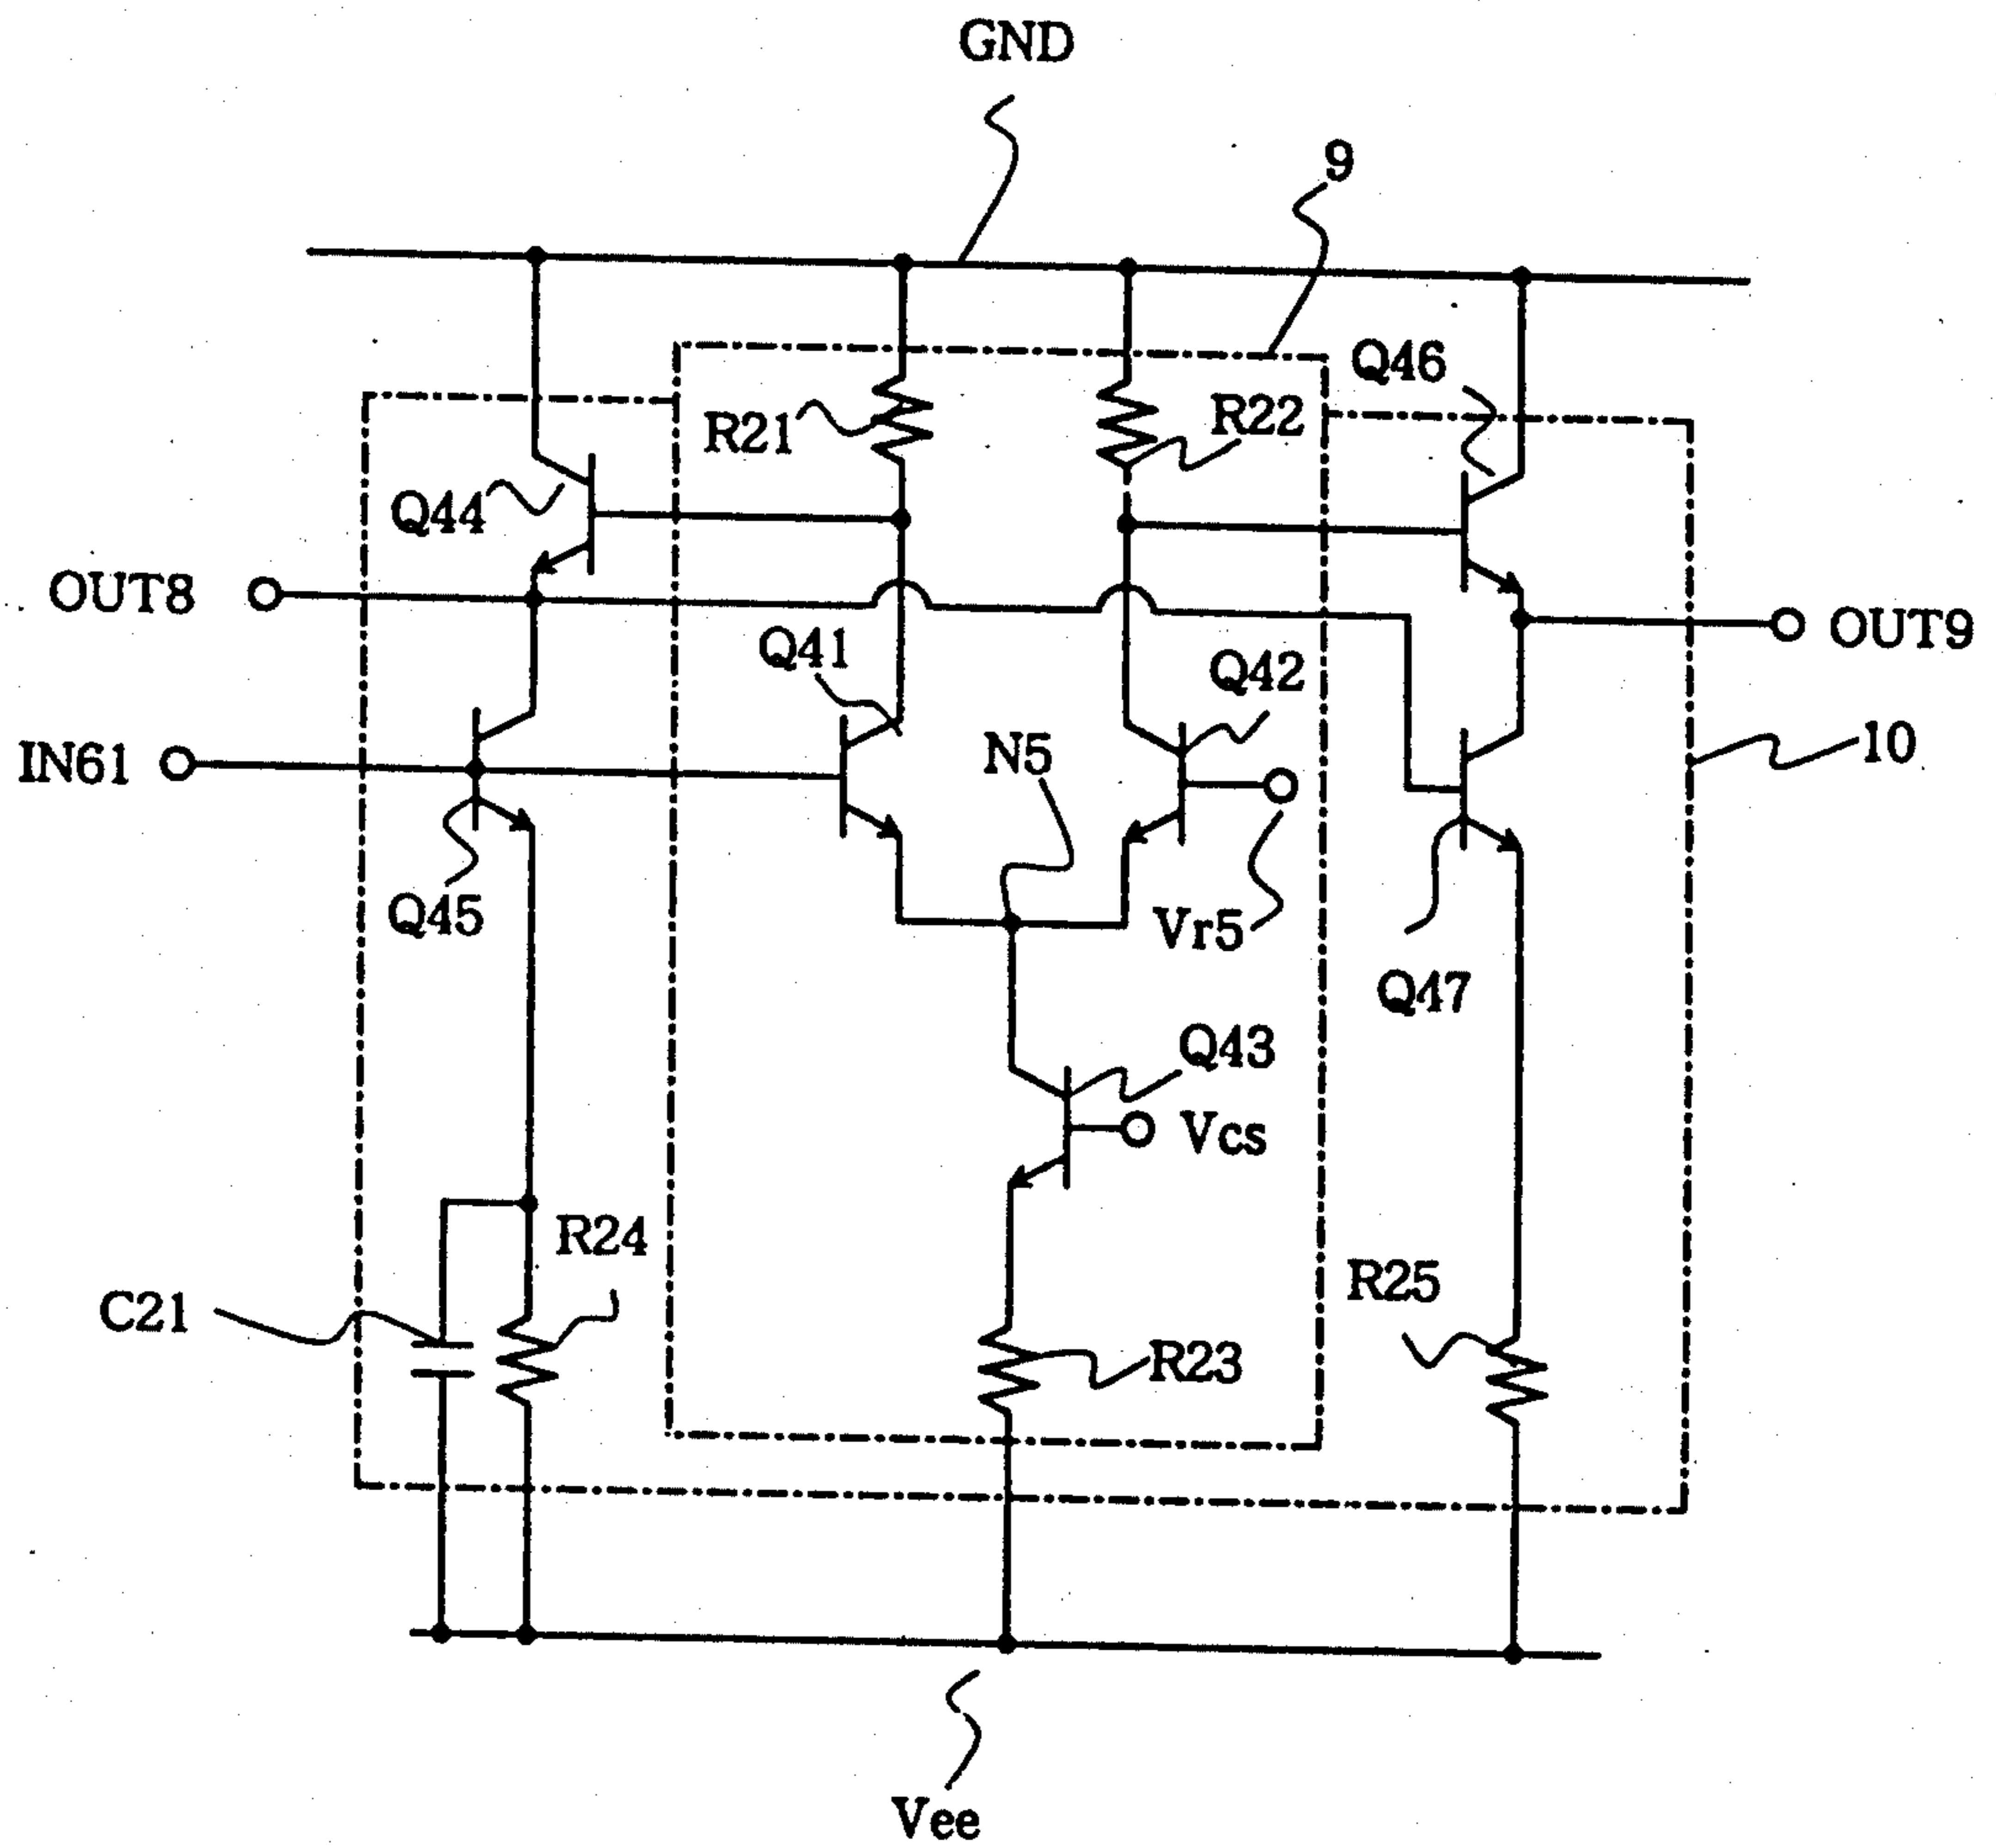 GND
9
Q46
R21
R22
Q44
OUT8
OUT9
Q41
Q42
N5
IN61
10
Q45
Vr5
Q47
Q43
Vcs
R24
C21
R25
R23
Vee